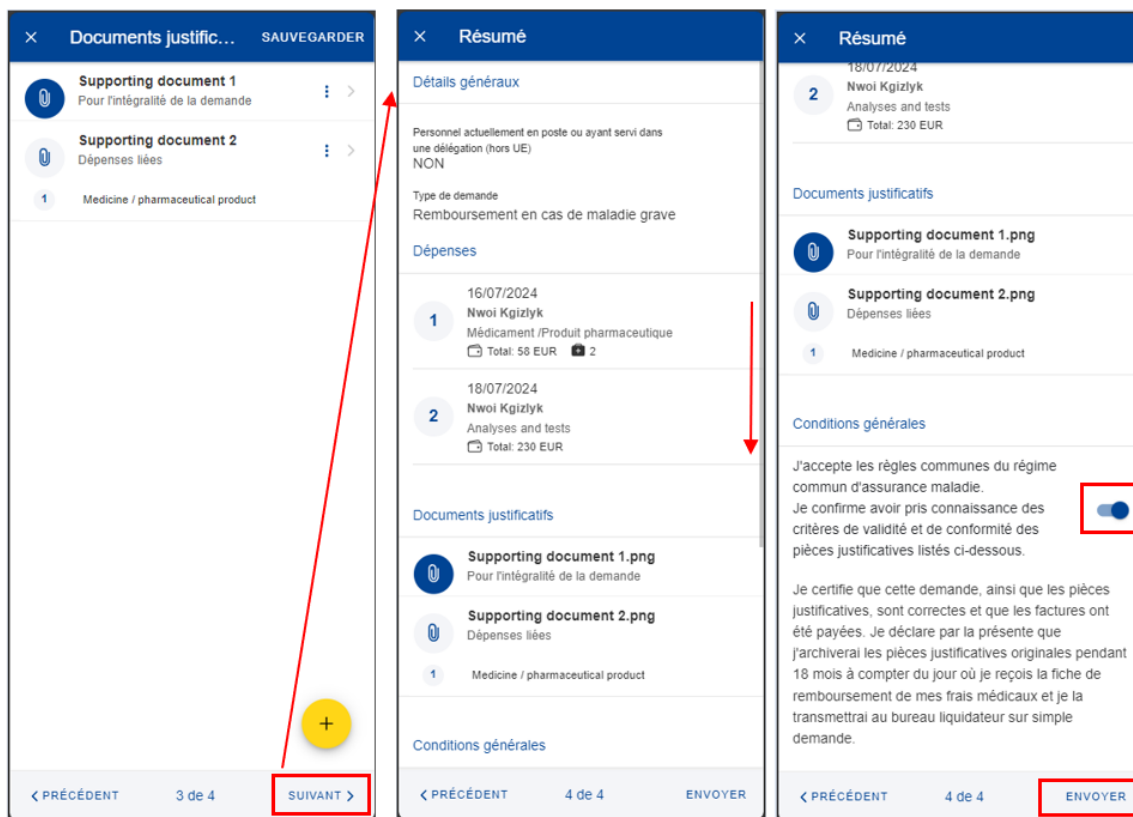 × Documents justific... SAUVEGARDER
Supporting document 1
Pour l'intégralité de la demande
Supporting document 2
Dépenses liées
1 Medicine / pharmaceutical product
+
< PRÉCÉDENT 3 de 4 SUIVANT >
× Résumé
Détails généraux
Personnel actuellement en poste ou ayant servi dans
une délégation (hors UE)
NON
Type de demande
Remboursement en cas de maladie grave
Dépenses
16/07/2024
1 Nwoi Kgizlyk
Médicament /Produit pharmaceutique
Total: 58 EUR 2
18/07/2024
2 Nwoi Kgizlyk
Analyses and tests
Total: 230 EUR
Documents justificatifs
Supporting document 1.png
Pour l'intégralité de la demande
Supporting document 2.png
Dépenses liées
1 Medicine / pharmaceutical product
Conditions générales
< PRÉCÉDENT 4 de 4 ENVOYER
× Résumé
18/07/2024
2 Nwoi Kgizlyk
Analyses and tests
Total: 230 EUR
Documents justificatifs
Supporting document 1.png
Pour l'intégralité de la demande
Supporting document 2.png
Dépenses liées
1 Medicine / pharmaceutical product
Conditions générales
J'accepte les règles communes du régime
commun d'assurance maladie.
Je confirme avoir pris connaissance des
critères de validité et de conformité des
pièces justificatives listés ci-dessous.
Je certifie que cette demande, ainsi que les pièces
justificatives, sont correctes et que les factures ont
été payées. Je déclare par la présente que
j'archiverai les pièces justificatives originales pendant
18 mois à compter du jour où je reçois la fiche de
remboursement de mes frais médicaux et je la
transmettrai au bureau liquidateur sur simple
demande.
< PRÉCÉDENT 4 de 4 ENVOYER